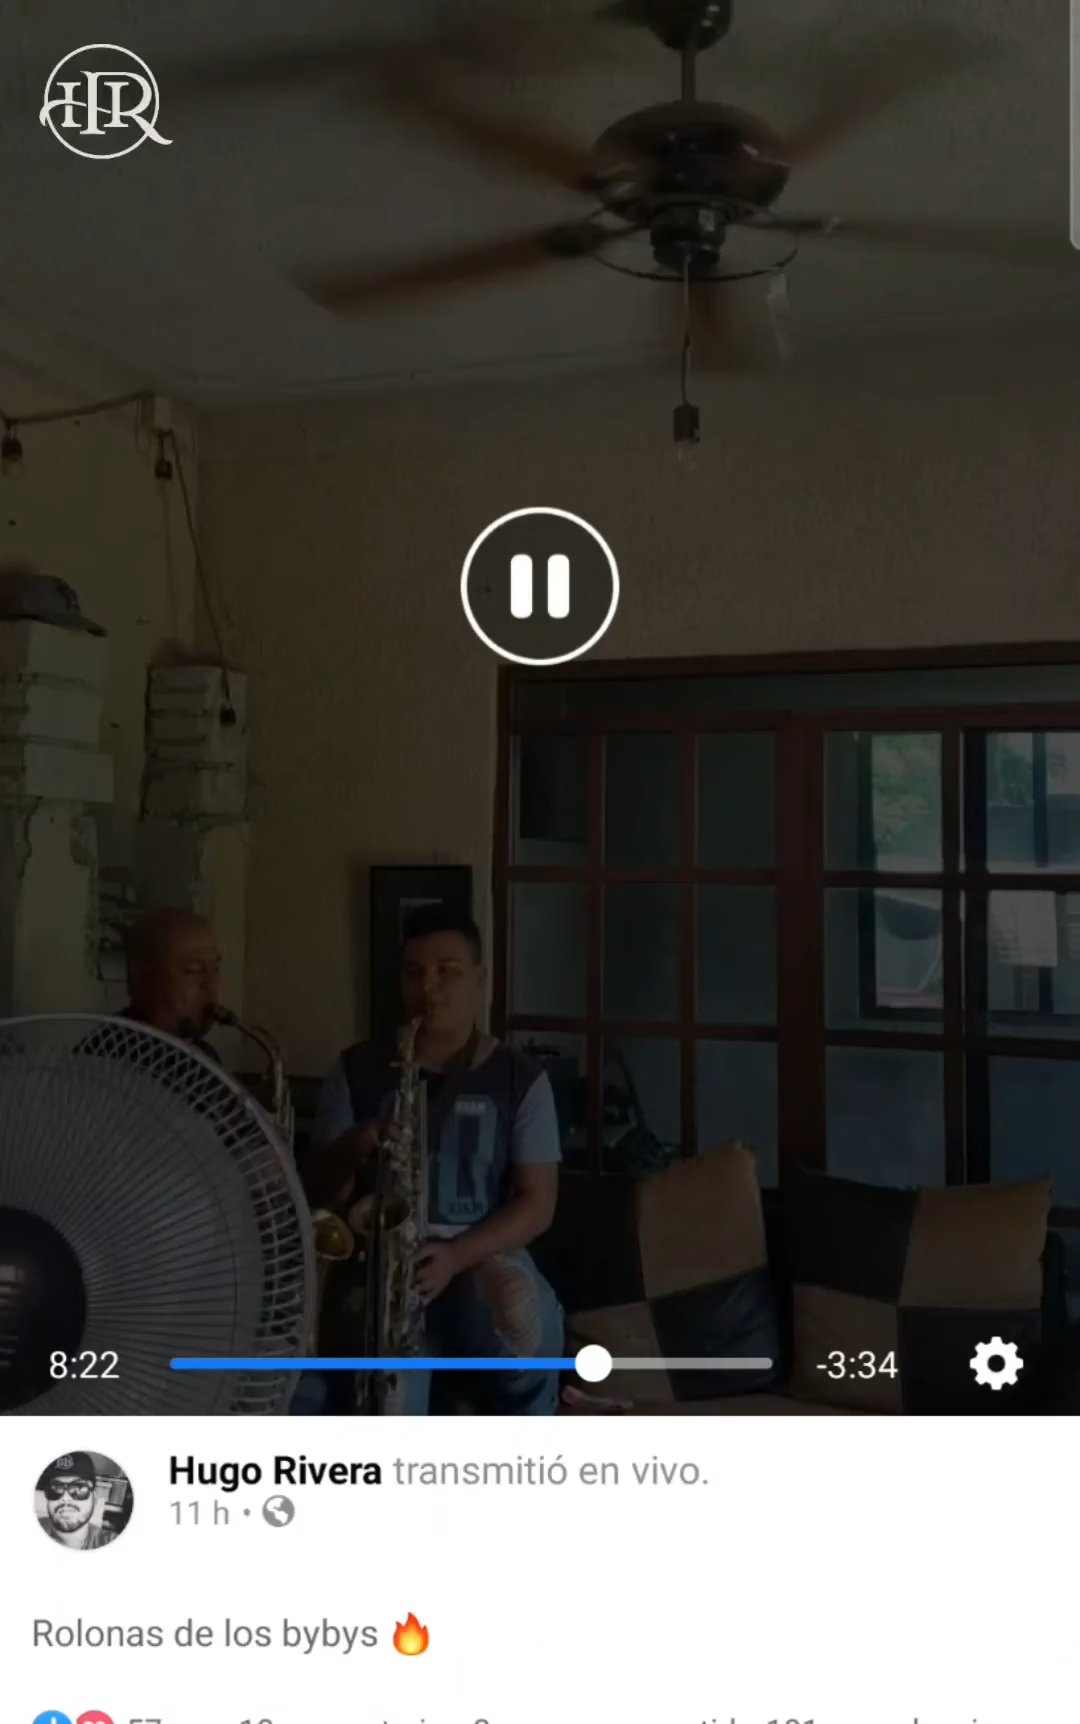 HR
8:22
-3:34
Hugo Rivera transmitió en vivo.
11 h •
Rolonas de los bybys 🔥